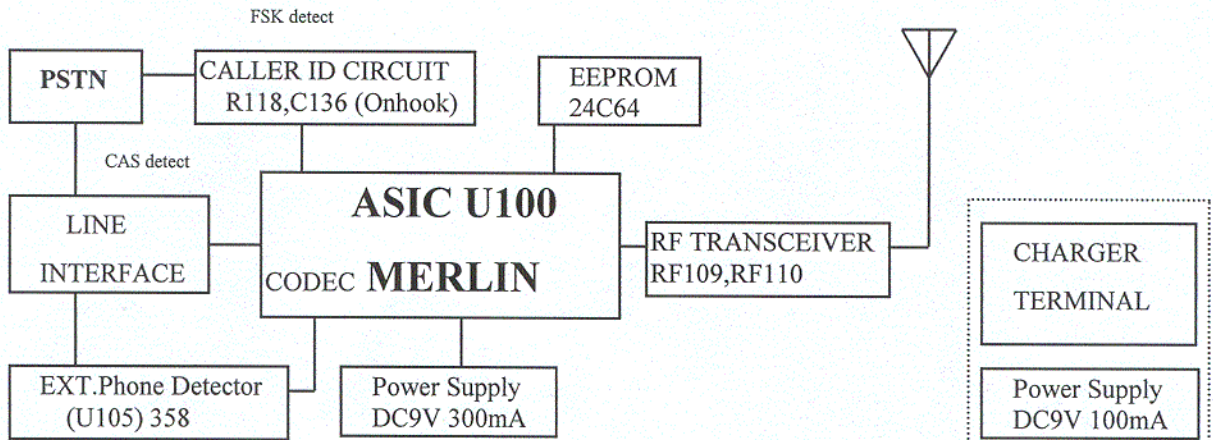 FSK detect
PSTN
CALLER ID CIRCUIT
R118,C136 (Onhook)
EEPROM
24C64
CAS detect
LINE
INTERFACE
ASIC U100
CODEC MERLIN
RF TRANSCEIVER
RF109,RF110
CHARGER
TERMINAL
EXT.Phone Detector
(U105) 358
Power Supply
DC9V 300mA
Power Supply
DC9V 100mA